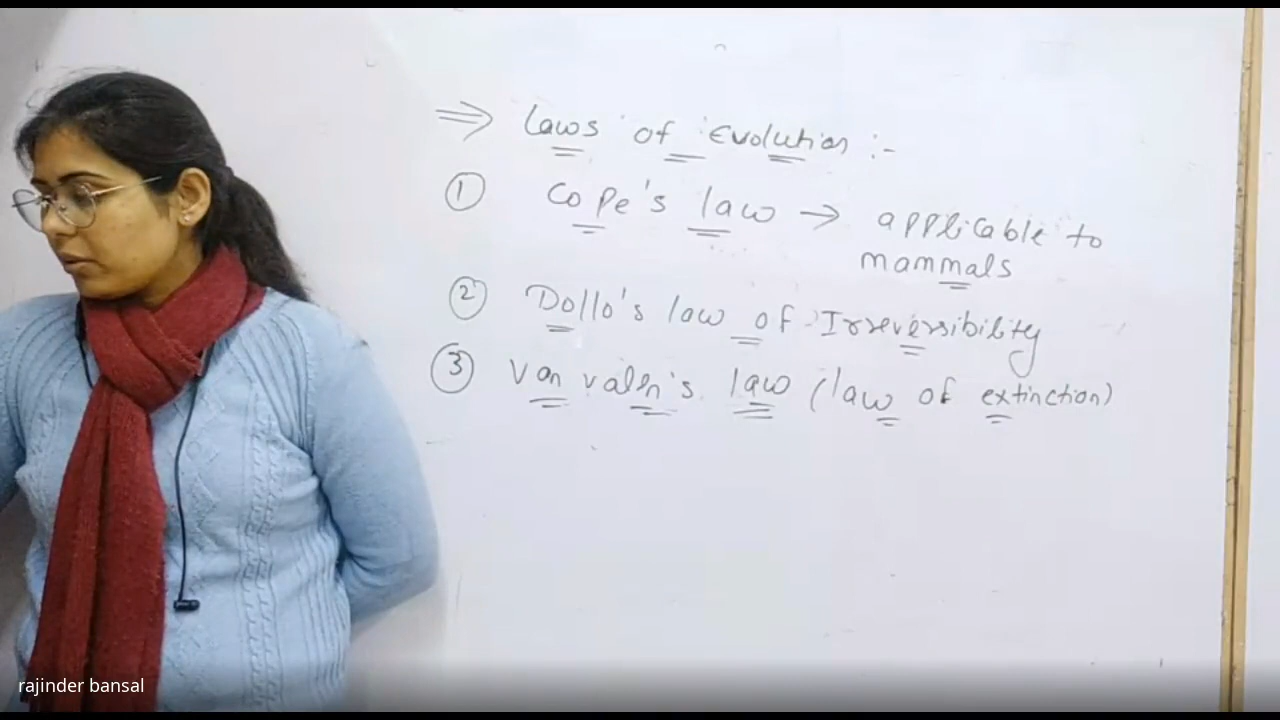 ⇒ Laws of Evolution :-
① Cope's law → applicable to
mammals
② Dollo's law of Irreversibility
③ Van valen's law (law of extinction)
rajinder bansal